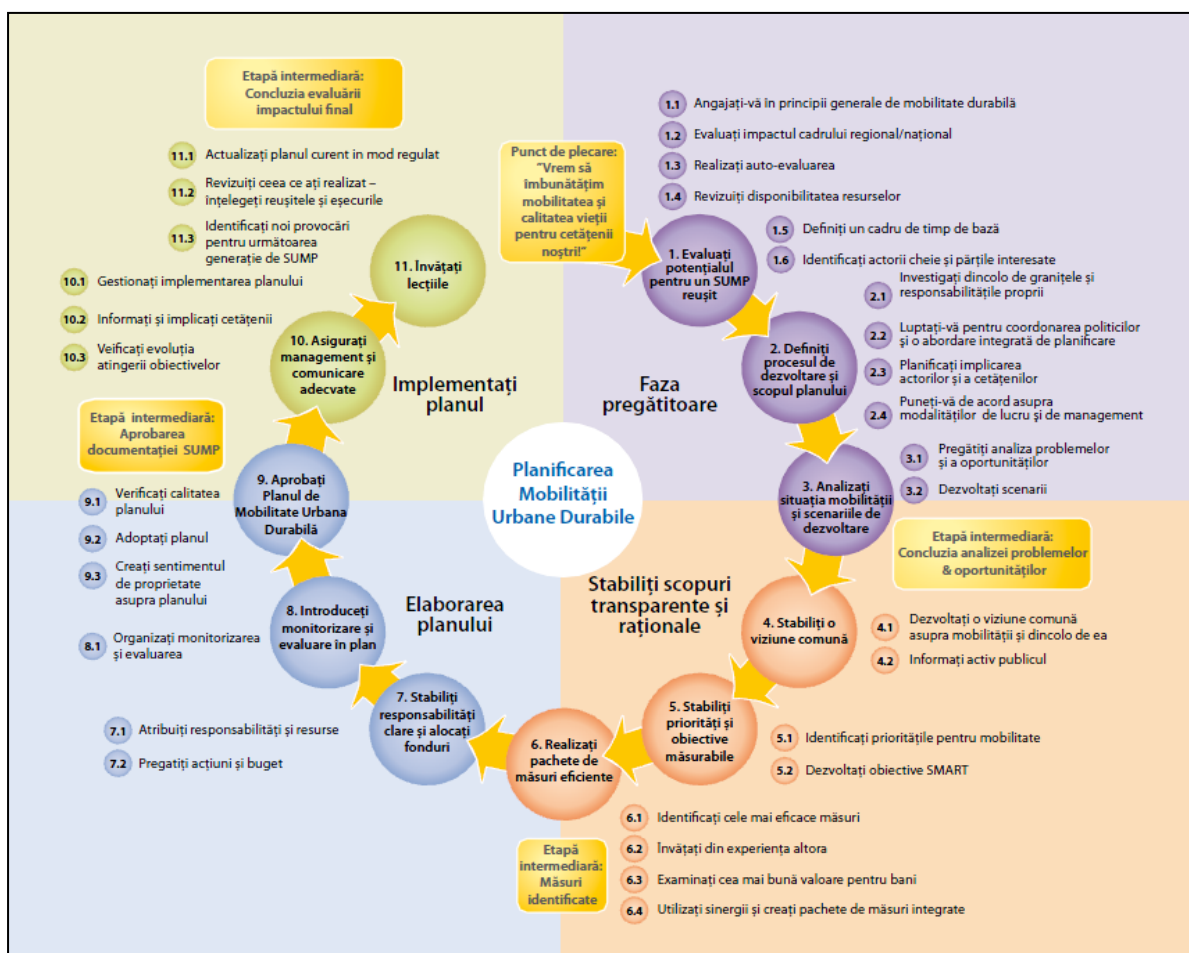 Etapă intermediară:
Concluzia evaluării
impactului final
11.1 Actualizați planul curent in mod regulat
11.2 Revizuiți ceea ce ați realizat –
înțelegeți reușitele și eșecurile
11.3 Identificați noi provocări
pentru următoarea
generație de SUMP
10.1 Gestionați implementarea planului
10.2 Informați și implicați cetățenii
10.3 Veificați evoluția
atingerii obiectivelor
11. Învățați
lecțiile
10. Asigurați
management și
comunicare
adecvate
Implementați
planul
Punct de plecare:
"Vrem să
îmbunătățim
mobilitatea și
calitatea vieții
pentru cetățenii
noștri!"
1.1 Angajați-vă în principii generale de mobilitate durabilă
1.2 Evaluați impactul cadrului regional/național
1.3 Realizați auto-evaluarea
1.4 Revizuiți disponibilitatea resurselor
1.5 Definiți un cadru de timp de bază
1.6 Identificați actorii cheie și părțile interesate
1. Evaluați
potențialul
pentru un SUMP
reușit
2.1 Investigați dincolo de granițele și
responsabilitățile proprii
2.2 Luptați-vă pentru coordonarea politicilor
și o abordare integrată de planificare
2.3 Planificați implicarea
actorilor și a cetățenilor
2.4 Puneți-vă de acord asupra
modalităților de lucru și de management
2. Definiți
procesul de
dezvoltare și
scopul planului
Faza
pregătitoare
3.1 Pregătiți analiza problemelor
și a oportunităților
3.2 Dezvoltați scenarii
3. Analizați
situația mobilității
și scenariile de
dezvoltare
Etapă intermediară:
Concluzia analizei problemelor
& oportunităților
Planificarea
Mobilității
Urbane Durabile
Etapă intermediară:
Aprobarea
documentației SUMP
9. Aprobați
Planul de
Mobilitate Urbana
Durabilă
9.1 Verificați calitatea
planului
9.2 Adoptați planul
9.3 Creați sentimentul
de proprietate
asupra planului
8.1 Organizați monitorizarea
și evaluarea
8. Introduceți
monitorizare și
evaluare în plan
Elaborarea
planului
7. Stabiliți
responsabilități
clare și alocați
fonduri
7.1 Atribuiți responsabilități și resurse
7.2 Pregatiți acțiuni și buget
Stabiliți scopuri
transparente și
raționale
4. Stabiliți o
viziune comună
4.1 Dezvoltați o viziune comună
asupra mobilității și dincolo de ea
4.2 Informați activ publicul
5. Stabiliți
priorități și
obiective
măsurabile
5.1 Identificați prioritățile pentru mobilitate
5.2 Dezvoltați obiective SMART
6. Realizați
pachete de
măsuri eficiente
Etapă
intermediară:
Măsuri
identificate
6.1 Identificați cele mai eficace măsuri
6.2 Învățați din experiența altora
6.3 Examinați cea mai bună valoare pentru bani
6.4 Utilizați sinergii și creați pachete de măsuri integrate